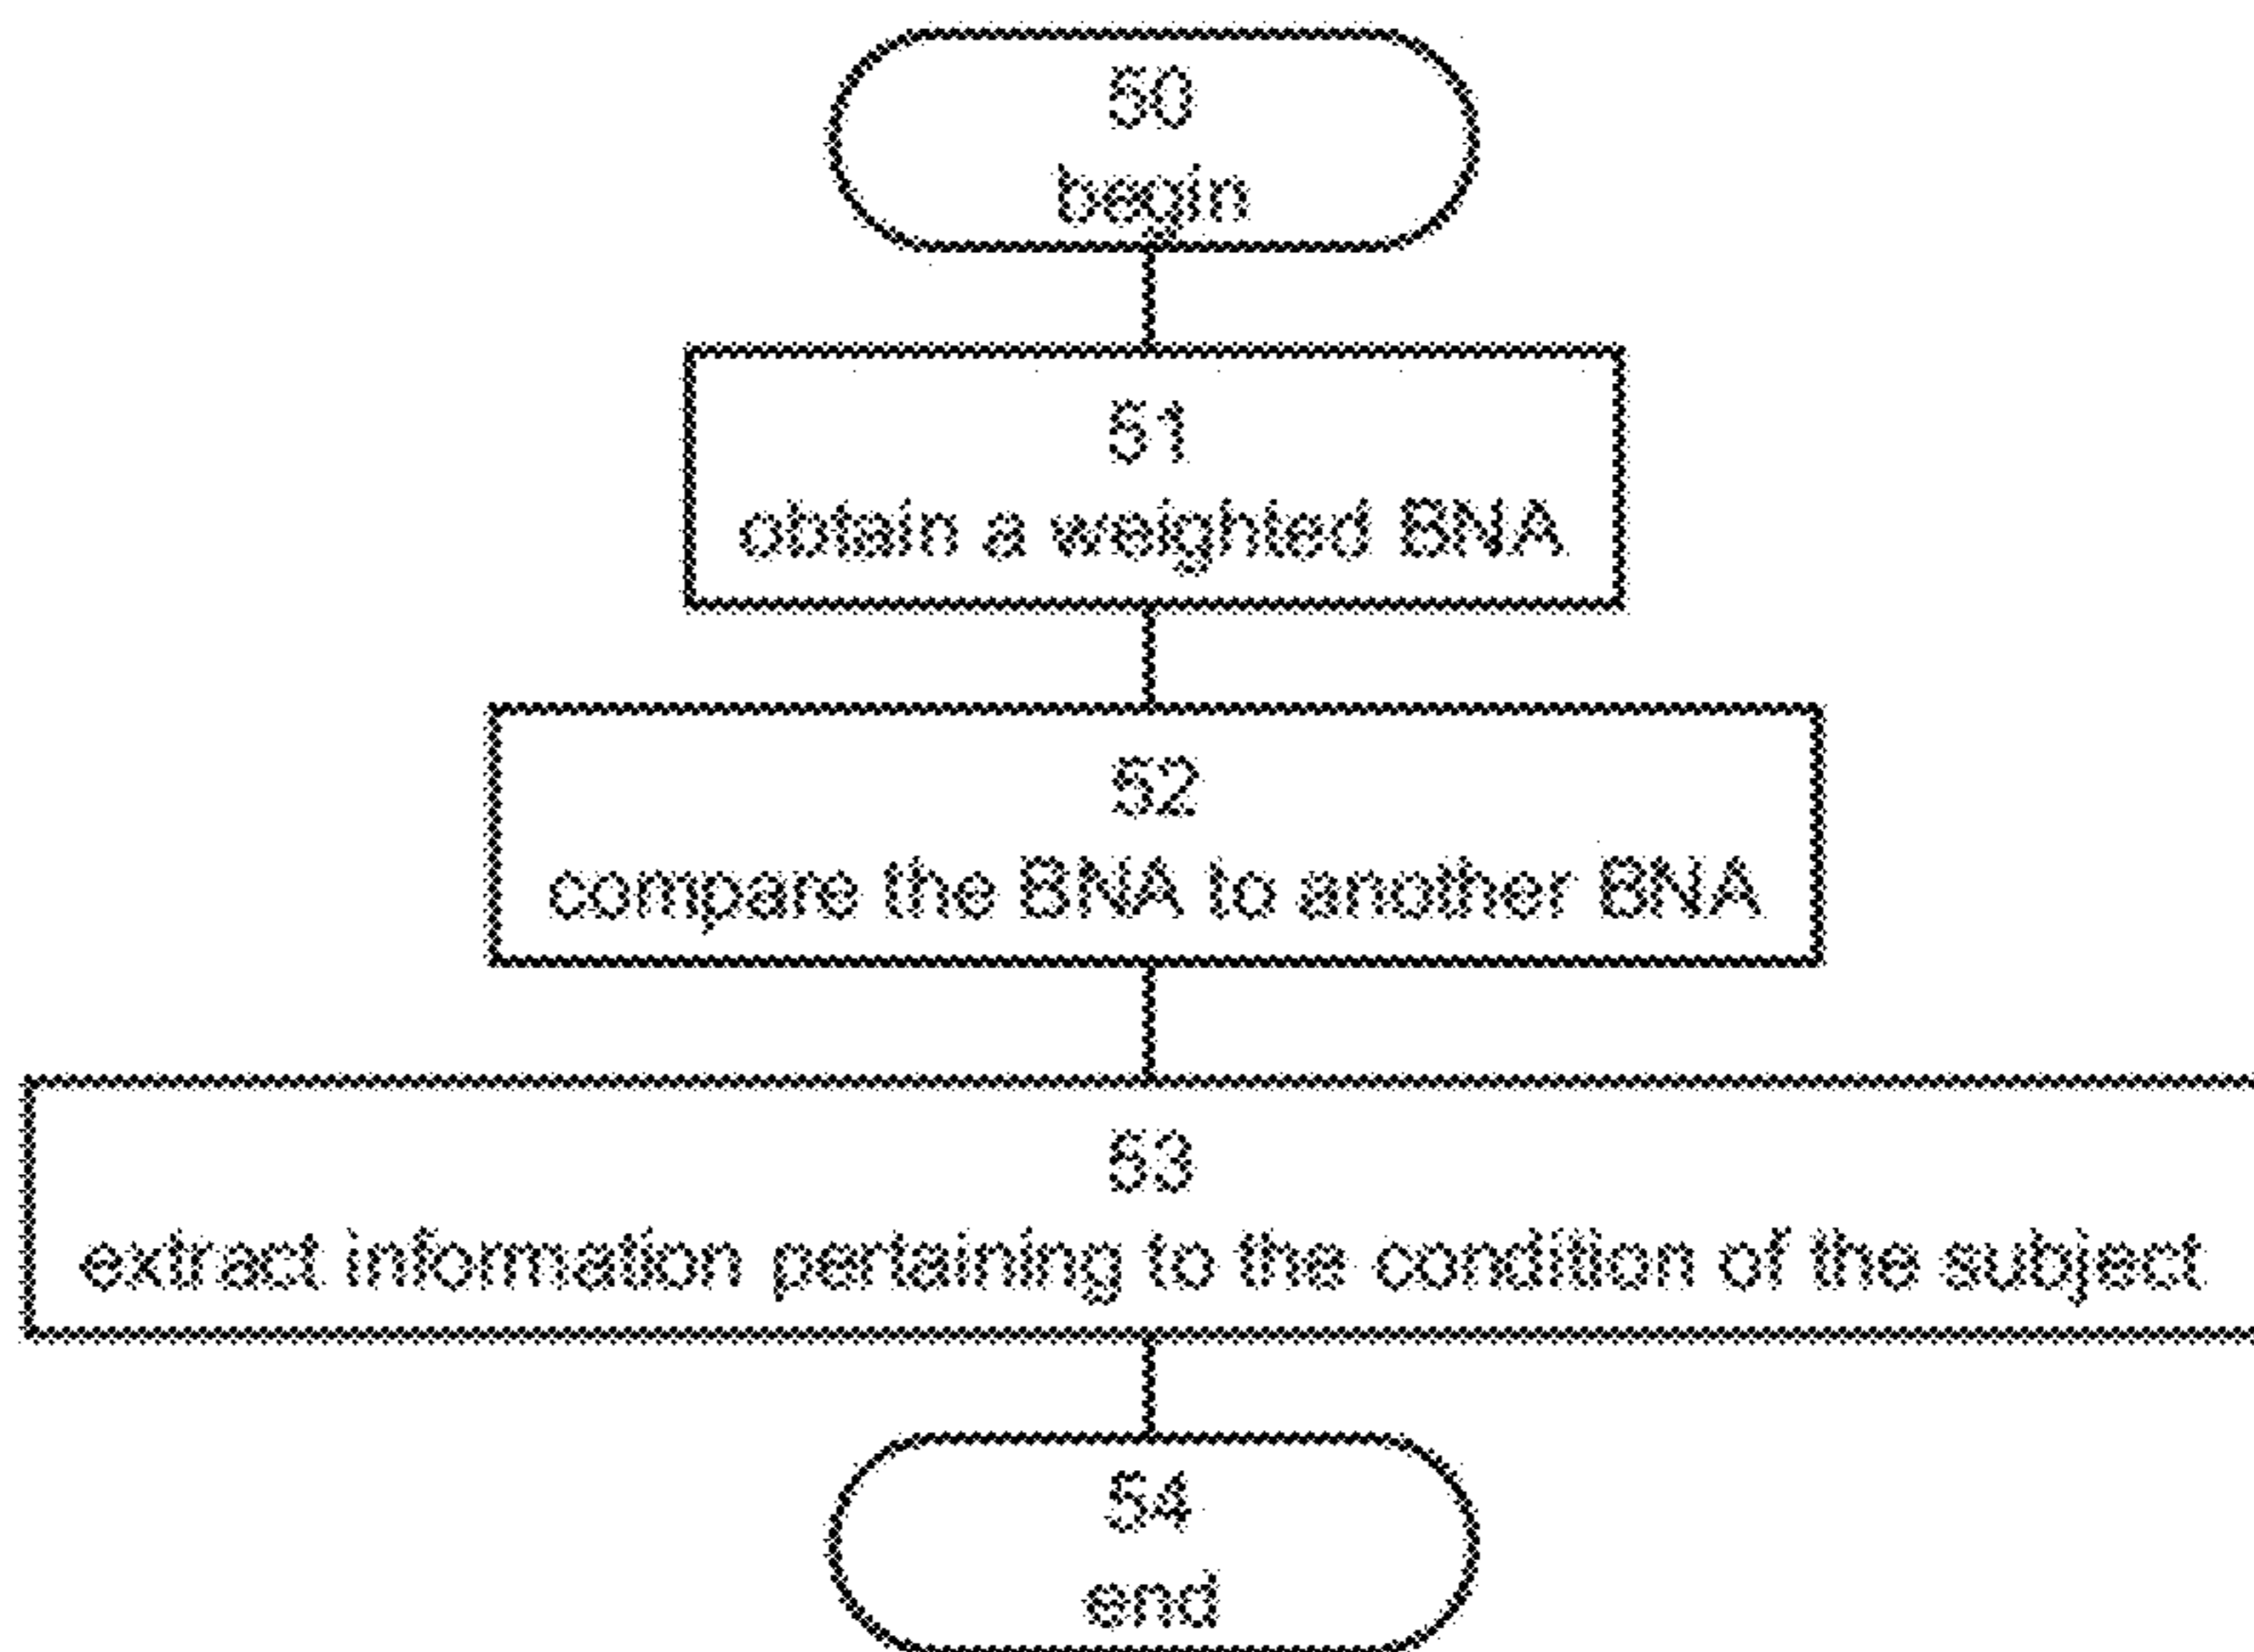 50
begin
51
obtain a weighted BNA
52
compare the BNA to another BNA
53
extract information pertaining to the condition of the subject
54
end